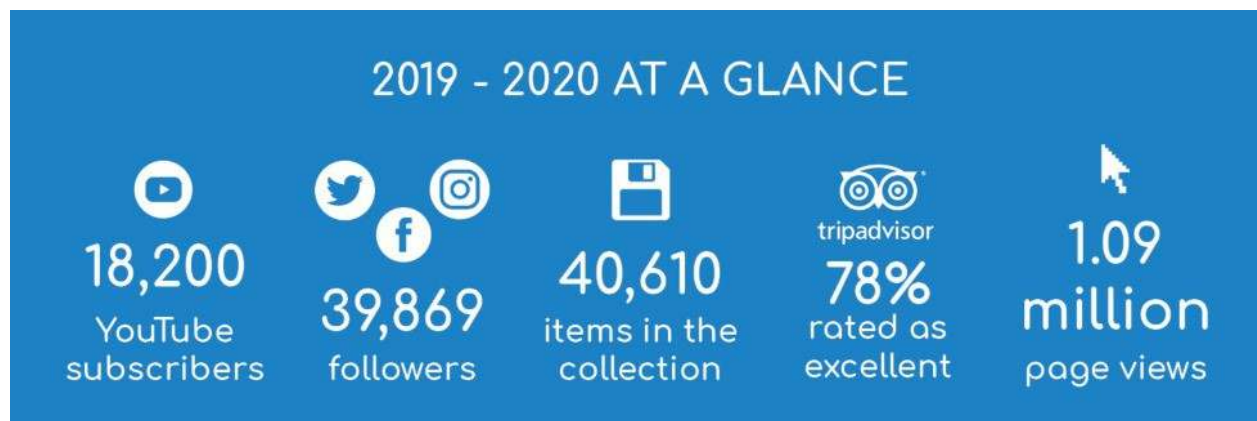 2019 - 2020 AT A GLANCE
18,200
YouTube
subscribers
39,869
followers
40,610
items in the
collection
tripadvisor
78%
rated as
excellent
1.09
million
page views